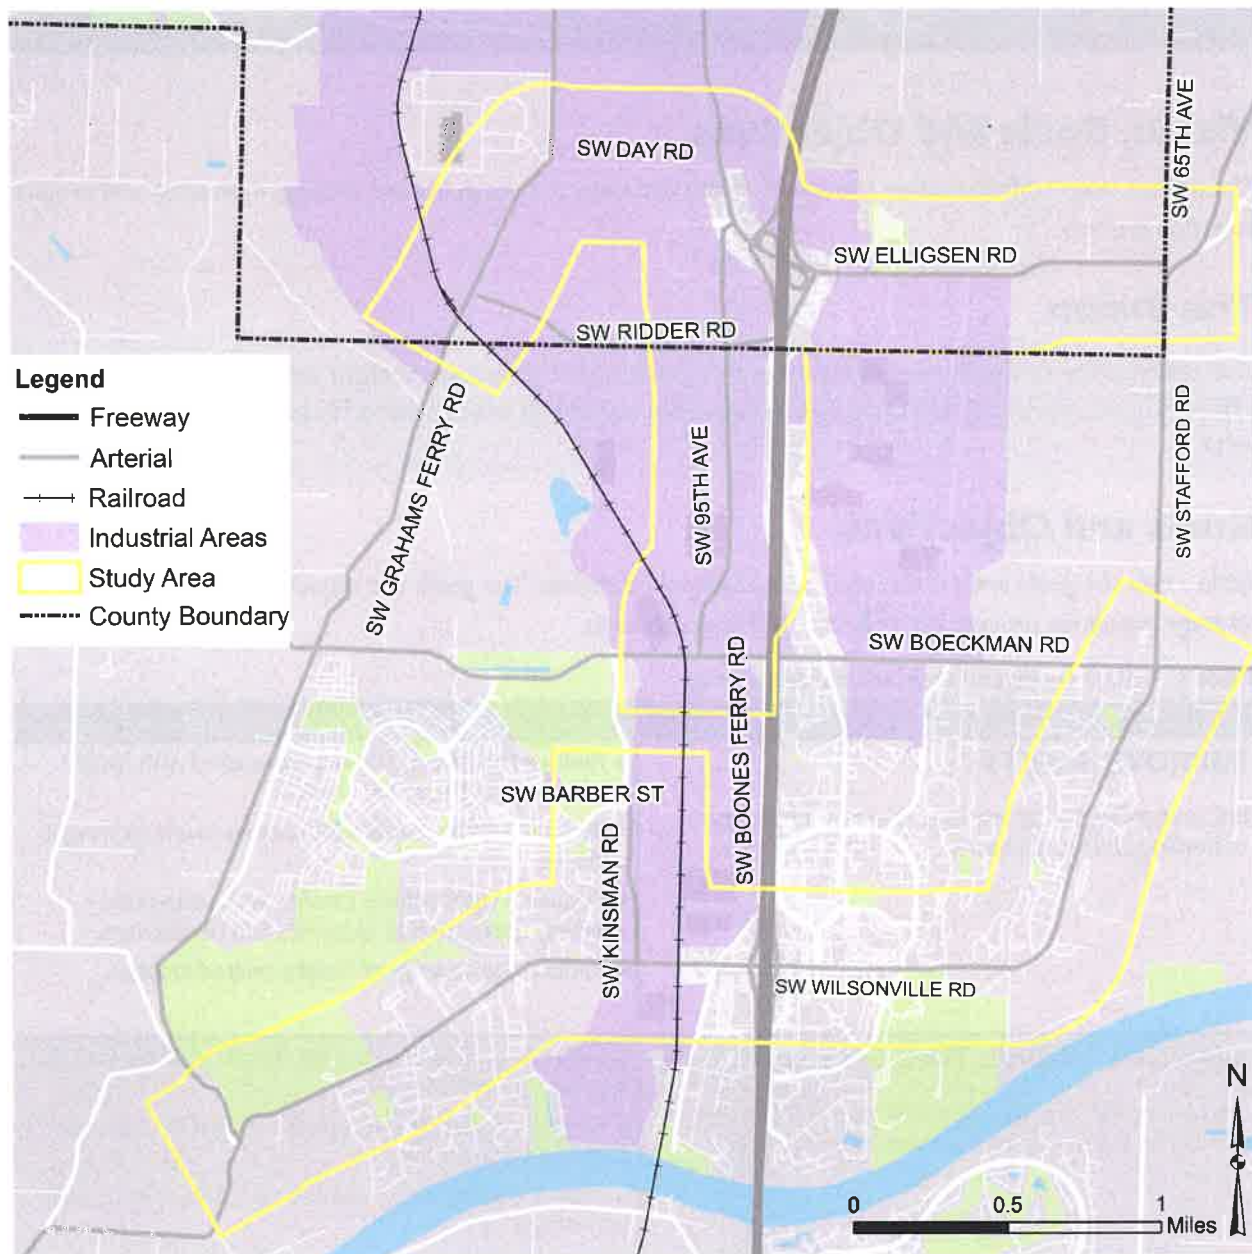 SW 65TH AVE
SW DAY RD
SW ELLIGSEN RD
SW RIDDER RD
Legend
Freeway
Arterial
Railroad
Industrial Areas
Study Area
County Boundary
SW GRAHAMS FERRY RD
SW 95TH AVE
SW STAFFORD RD
SW BOECKMAN RD
SW BOONES FERRY RD
SW BARBER ST
SW KINSMAN RD
SW WILSONVILLE RD
N
0 0.5 1
Miles